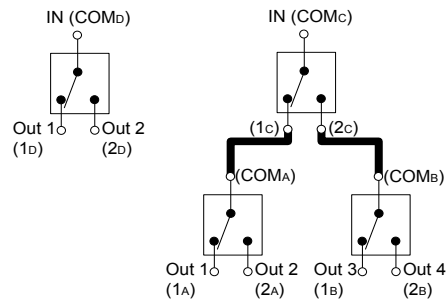 IN (COMD)
Out 1 Out 2
(1D) (2D)
IN (COMC)
(1C) (2C)
(COMA) (COMB)
Out 1 Out 2 Out 3 Out 4
(1A) (2A) (1B) (2B)